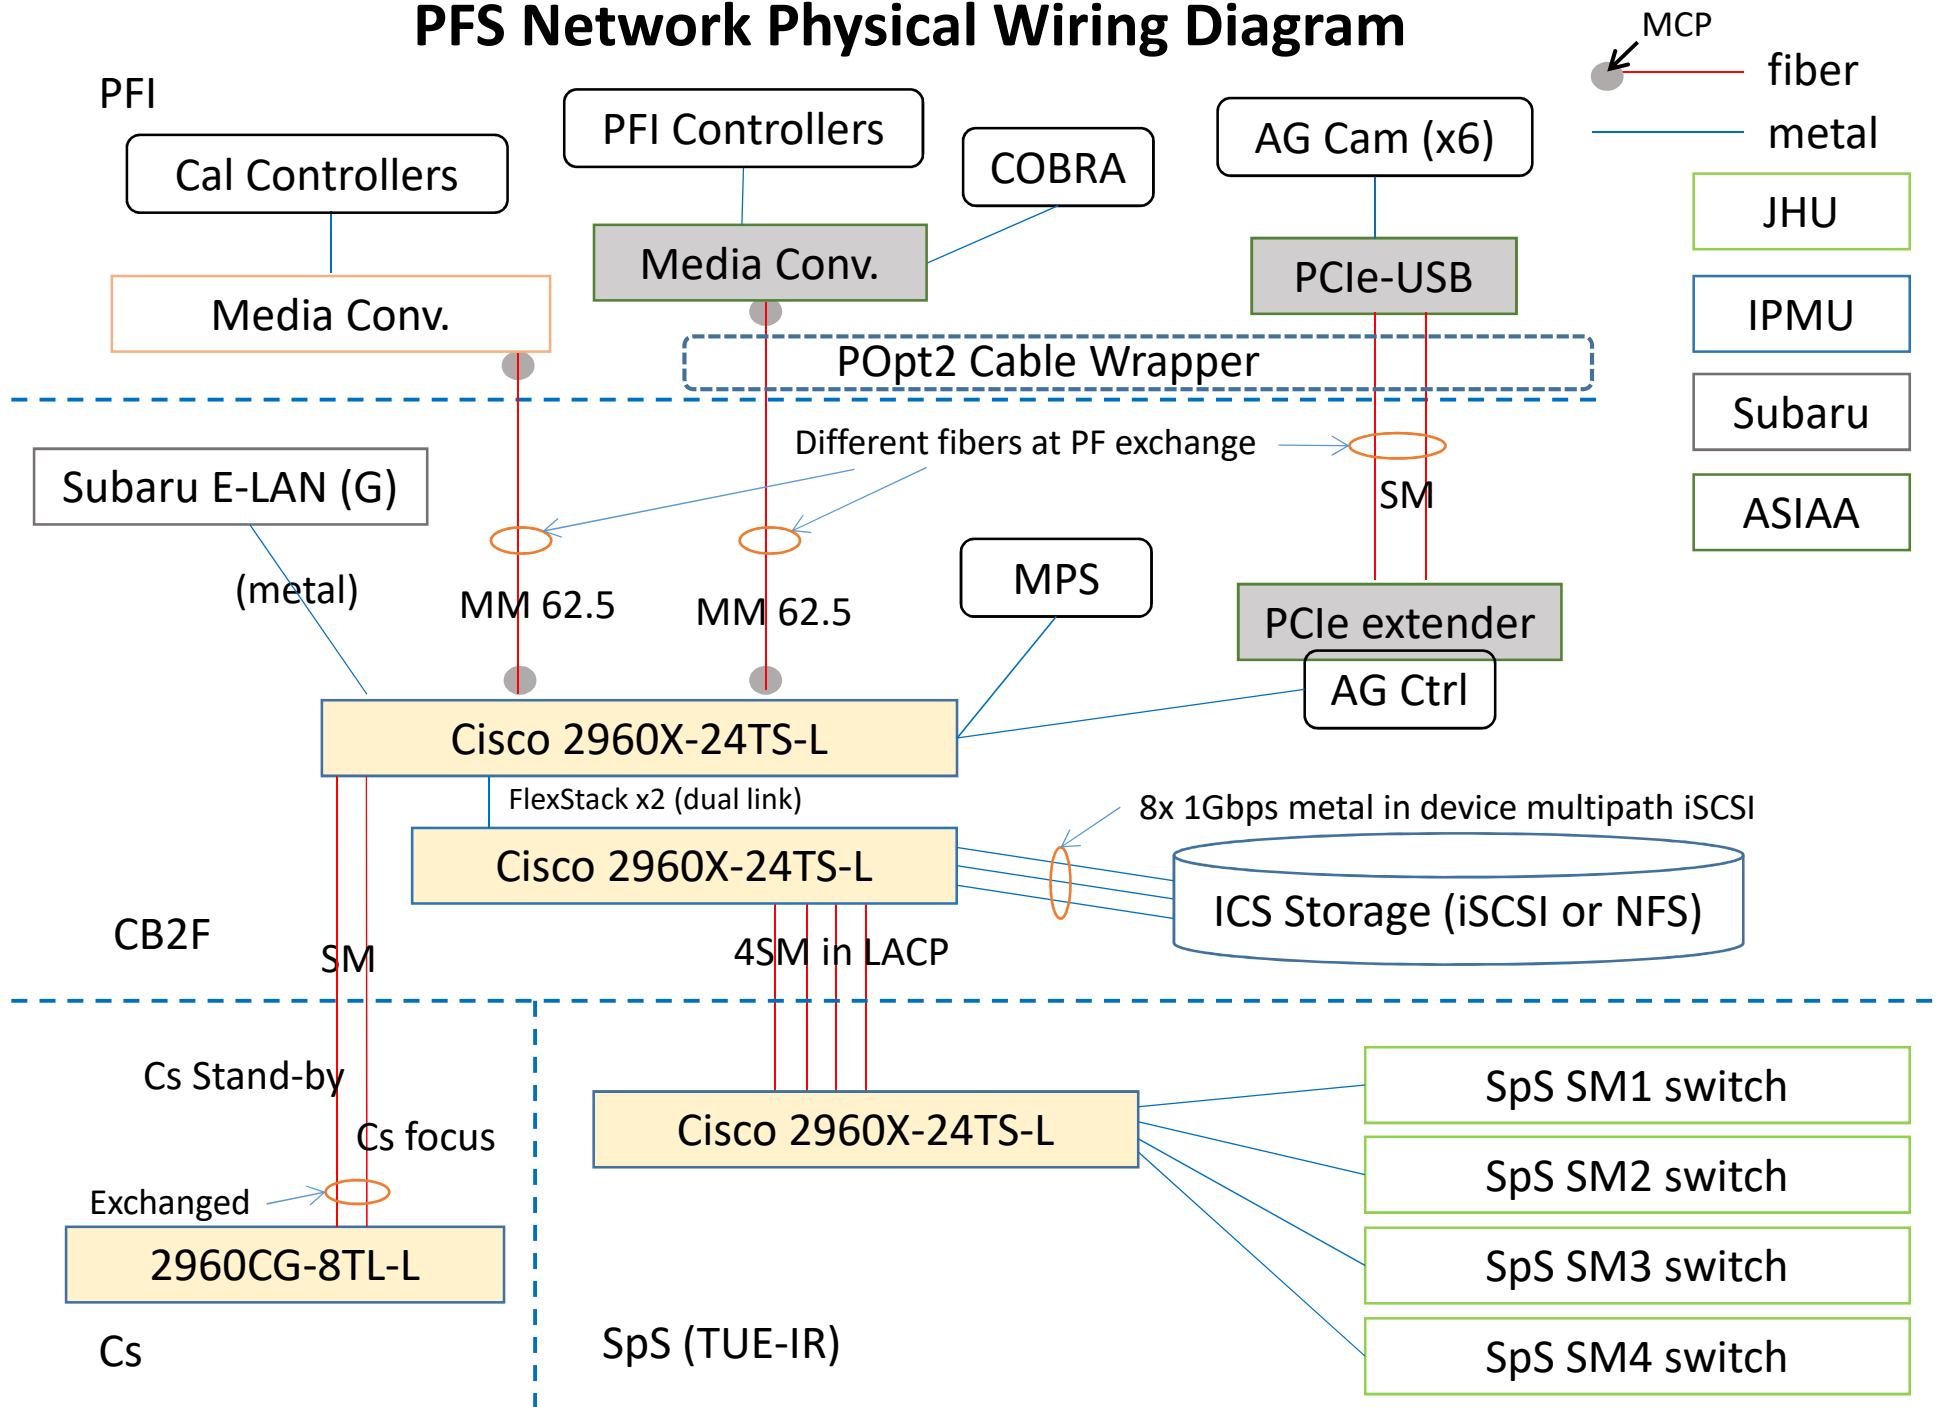 PFS Network Physical Wiring Diagram
MCP
fiber
metal
PFI
PFI Controllers
AG Cam (x6)
Cal Controllers
COBRA
JHU
Media Conv.
PCIe-USB
Media Conv.
IPMU
POpt2 Cable Wrapper
Subaru
Different fibers at PF exchange
Subaru E-LAN (G)
SM
ASIAA
(metal)
MM 62.5
MM 62.5
MPS
PCIe extender
AG Ctrl
Cisco 2960X-24TS-L
FlexStack x2 (dual link)
8x 1Gbps metal in device multipath iSCSI
Cisco 2960X-24TS-L
ICS Storage (iSCSI or NFS)
CB2F
SM
4SM in LACP
Cs Stand-by
Cs focus
Cisco 2960X-24TS-L
SpS SM1 switch
SpS SM2 switch
Exchanged
2960CG-8TL-L
SpS SM3 switch
Cs
SpS (TUE-IR)
SpS SM4 switch